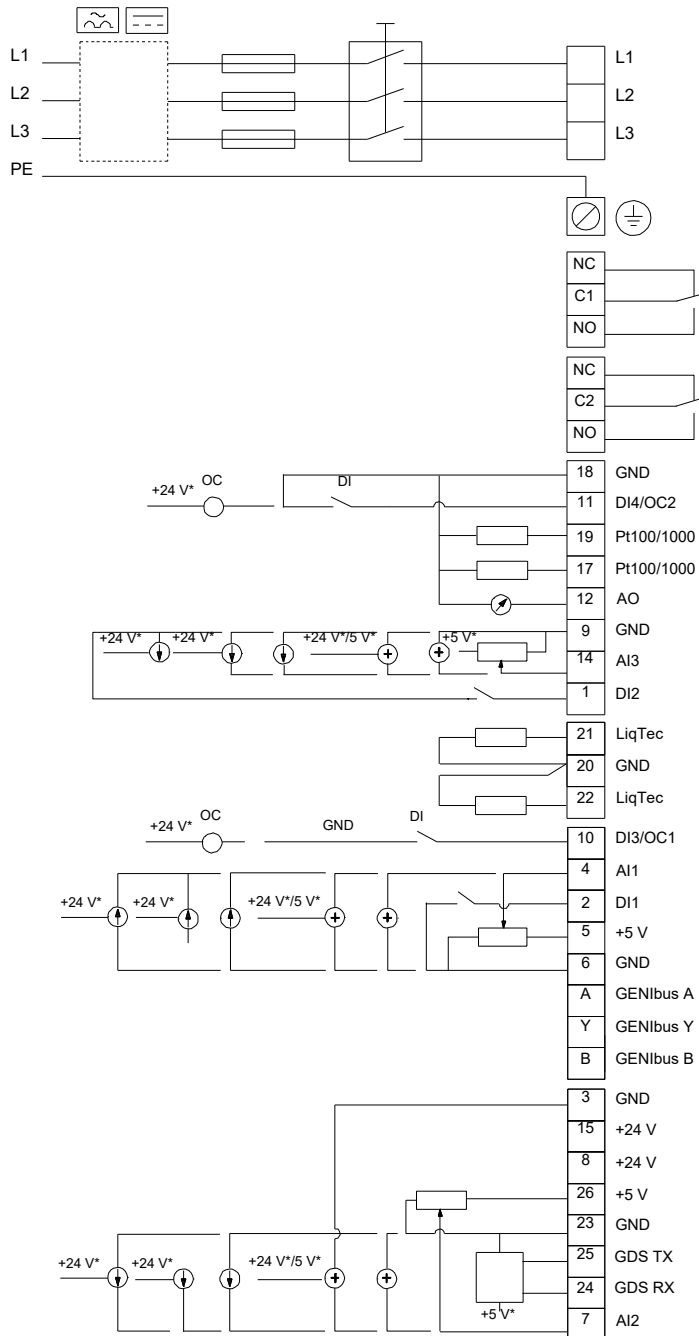 L1 L1
L2 L2
L3 L3
PE
NC
C1
NO
NC
C2
NO
18 GND
+24 V* OC DI 11 DI4/OC2
19 Pt100/1000
17 Pt100/1000
12 AO
9 GND
+24 V* +24 V* +24 V*/5 V* +5 V*
14 AI3
1 DI2
21 LiqTec
20 GND
22 LiqTec
+24 V* OC GND DI 10 DI3/OC1
4 AI1
+24 V* +24 V* +24 V*/5 V* 2 DI1
5 +5 V
6 GND
A GENIbus A
Y GENIbus Y
B GENIbus B
3 GND
15 +24 V
8 +24 V
26 +5 V
23 GND
+24 V* +24 V* +24 V*/5 V* 25 GDS TX
24 GDS RX
+5 V*
7 AI2